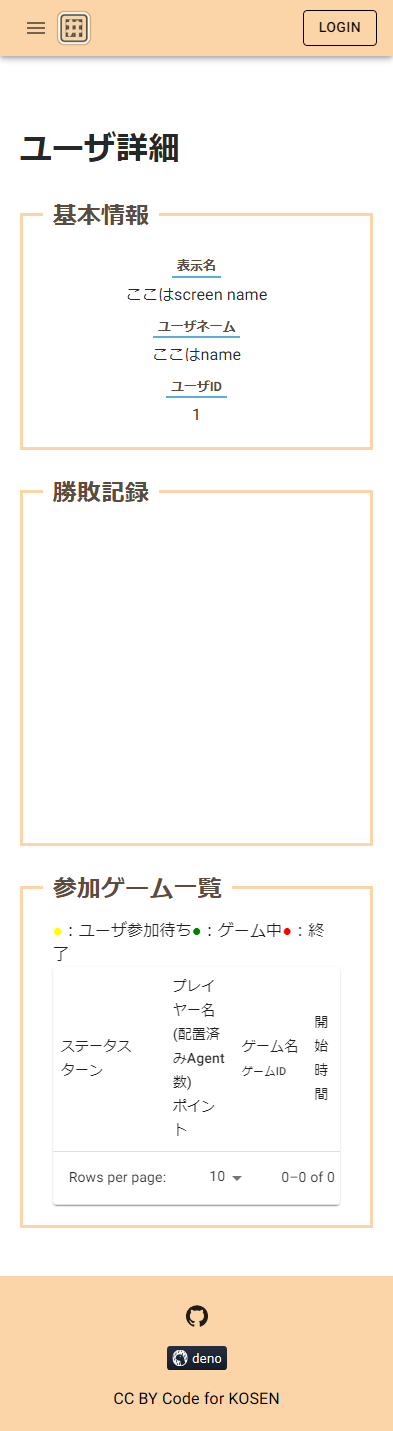 LOGIN
ユーザ詳細
基本情報
表示名
ここはscreen name
ユーザネーム
ここはname
ユーザID
1
勝敗記録
参加ゲーム一覧
●：ユーザ参加待ち●：ゲーム中●：終
了
ステータス
ターン
プレイ
ヤー名
(配置済
みAgent
数)
ポイン
ト
ゲーム名
ゲームID
開
始
時
間
Rows per page:
10
0–0 of 0
deno
CC BY Code for KOSEN